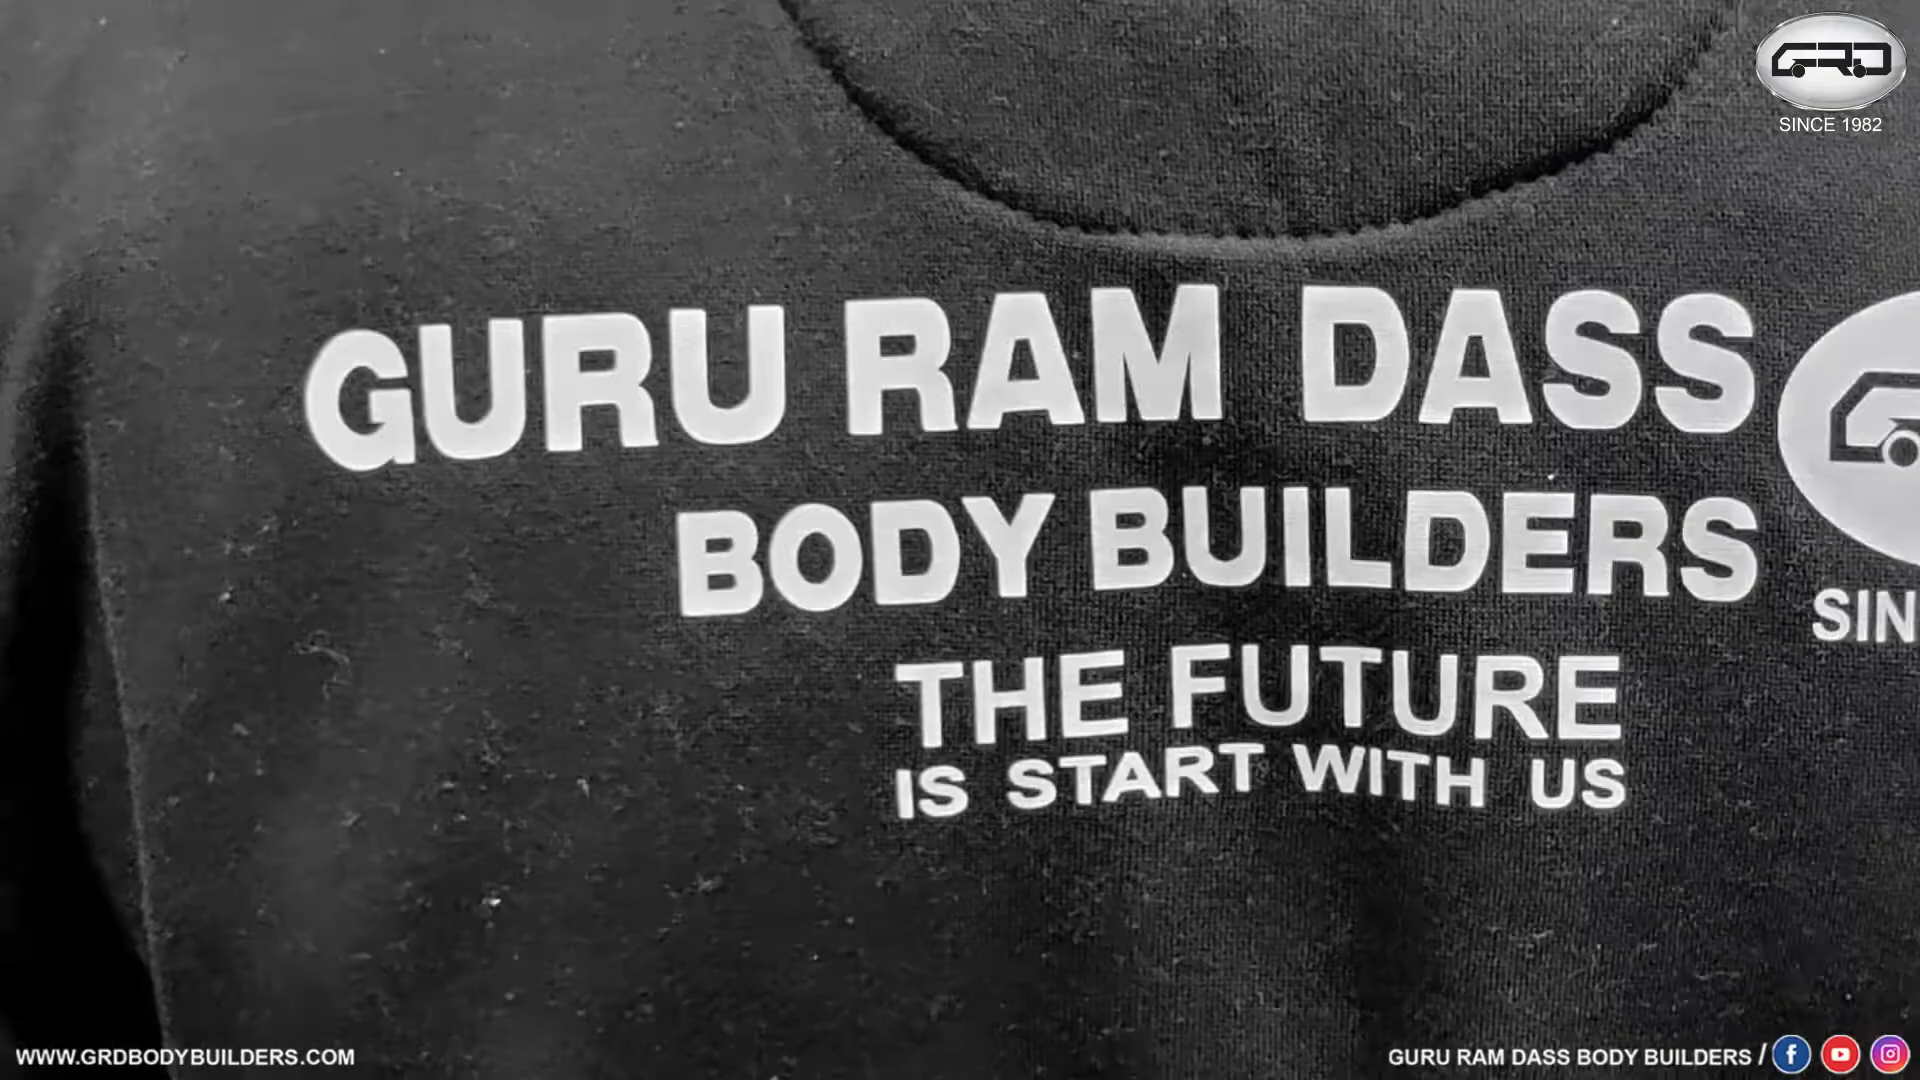 GRD
SINCE 1982
GURU RAM DASS
BODY BUILDERS
SIN
THE FUTURE
IS START WITH US
WWW.GRDBODYBUILDERS.COM
GURU RAM DASS BODY BUILDERS /